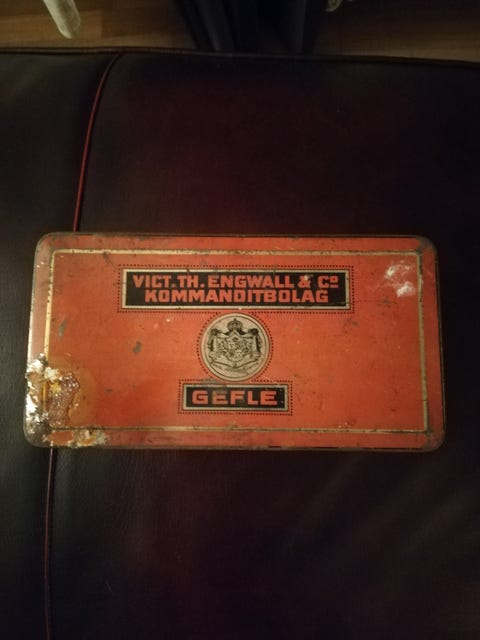 VICT. TH. ENGWALL & Co
KOMMANDITBOLAG
GEFLE